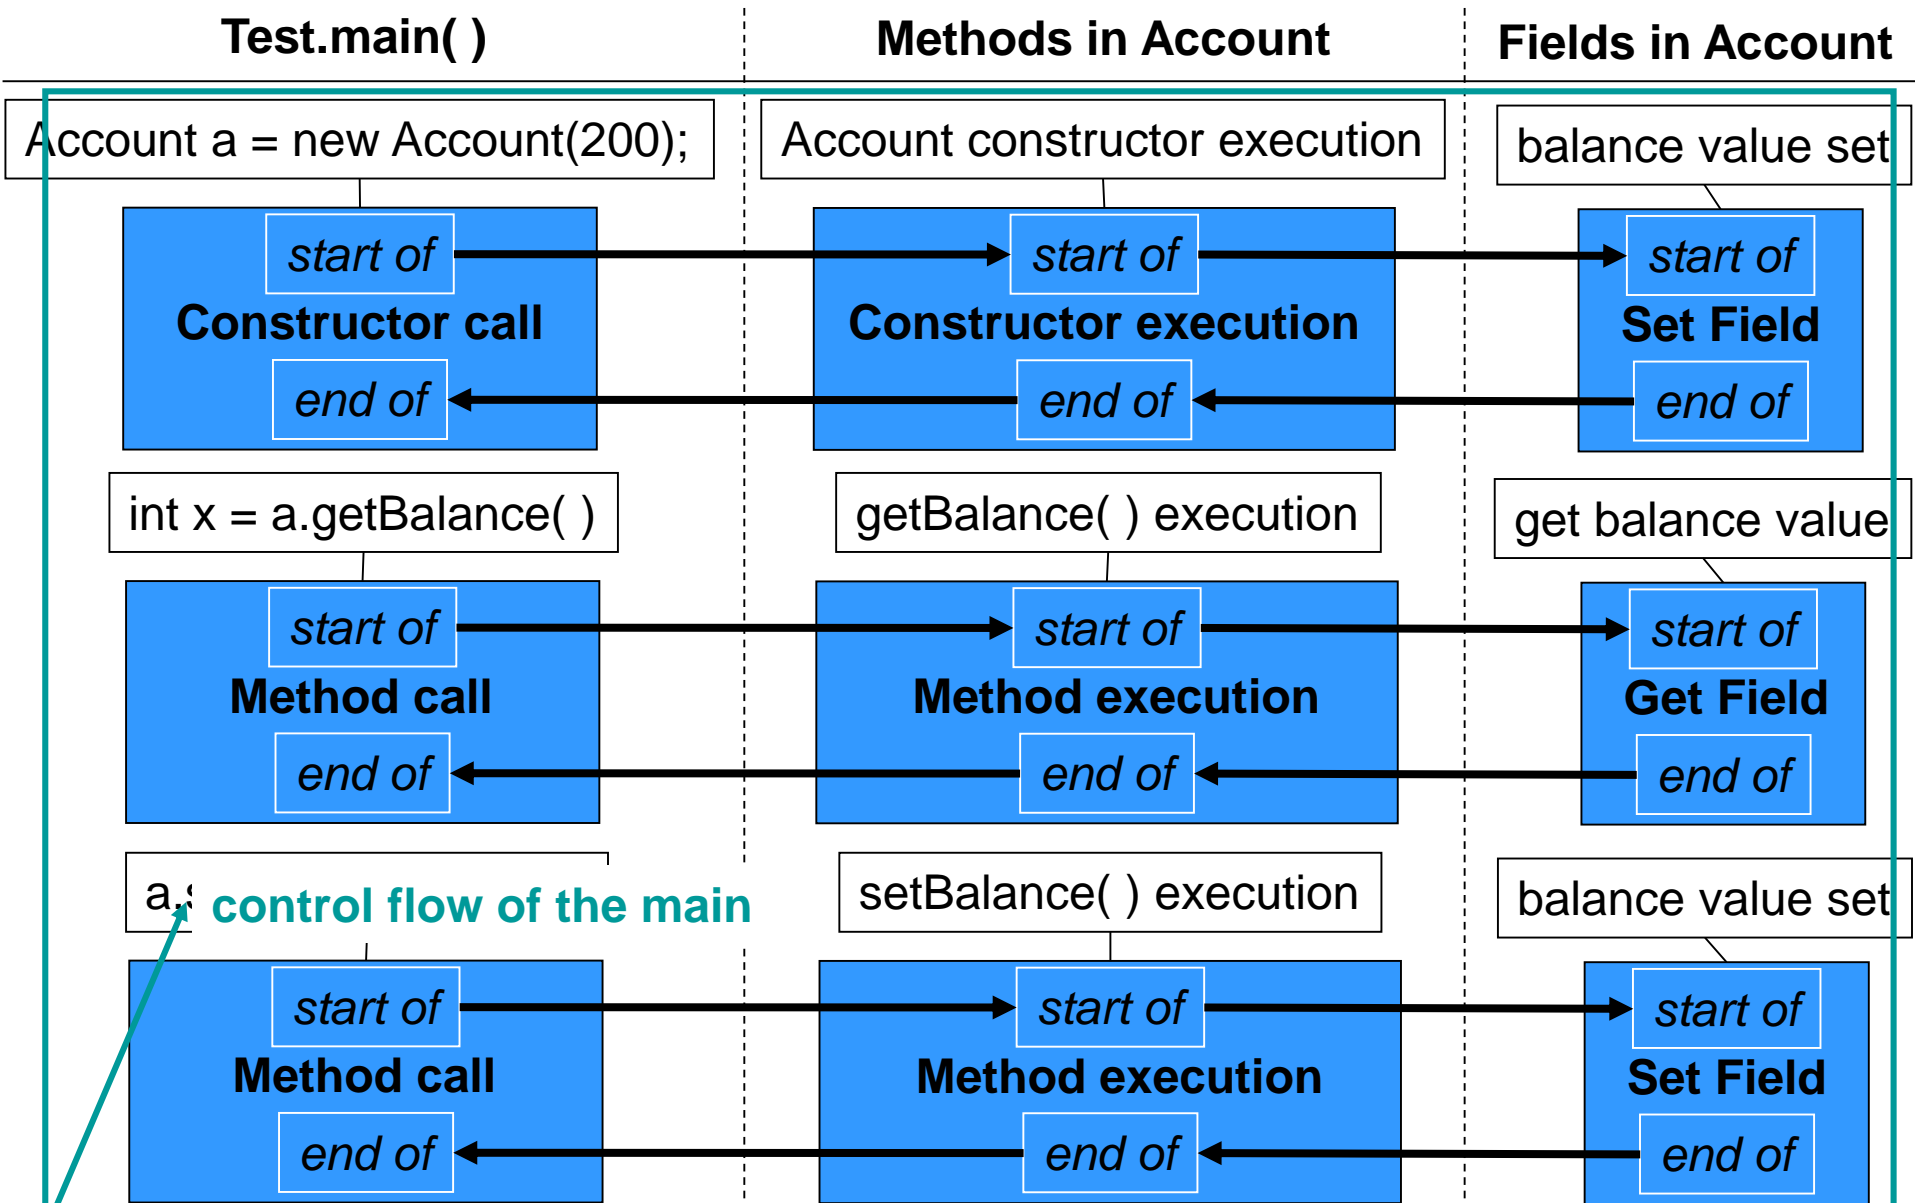 Test.main( )
Methods in Account
Fields in Account
Account a = new Account(200);
Account constructor execution
balance value set
start of
start of
start of
Constructor call
Constructor execution
Set Field
end of
end of
end of
int x = a.getBalance( )
getBalance( ) execution
get balance value
start of
start of
start of
Method call
Method execution
Get Field
end of
end of
end of
control flow of the main
setBalance( ) execution
balance value set
start of
start of
start of
Method call
Method execution
Set Field
end of
end of
end of